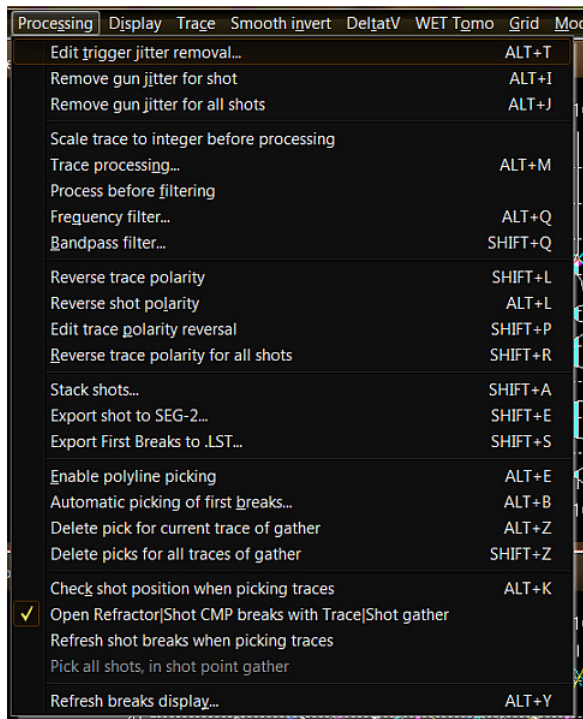 Processing Display Trace Smooth invert DeltatV WET Tomo Grid
Edit trigger jitter removal... ALT+T
Remove gun jitter for shot ALT+I
Remove gun jitter for all shots ALT+J
Scale trace to integer before processing
Trace processing... ALT+M
Process before filtering
Frequency filter... ALT+Q
Bandpass filter... SHIFT+Q
Reverse trace polarity SHIFT+L
Reverse shot polarity ALT+L
Edit trace polarity reversal SHIFT+P
Reverse trace polarity for all shots SHIFT+R
Stack shots... SHIFT+A
Export shot to SEG-2... SHIFT+E
Export First Breaks to .LST... SHIFT+S
Enable polyline picking ALT+E
Automatic picking of first breaks... ALT+B
Delete pick for current trace of gather ALT+Z
Delete picks for all traces of gather SHIFT+Z
Check shot position when picking traces ALT+K
Open Refractor|Shot CMP breaks with Trace|Shot gather
Refresh shot breaks when picking traces
Pick all shots, in shot point gather
Refresh breaks display... ALT+Y